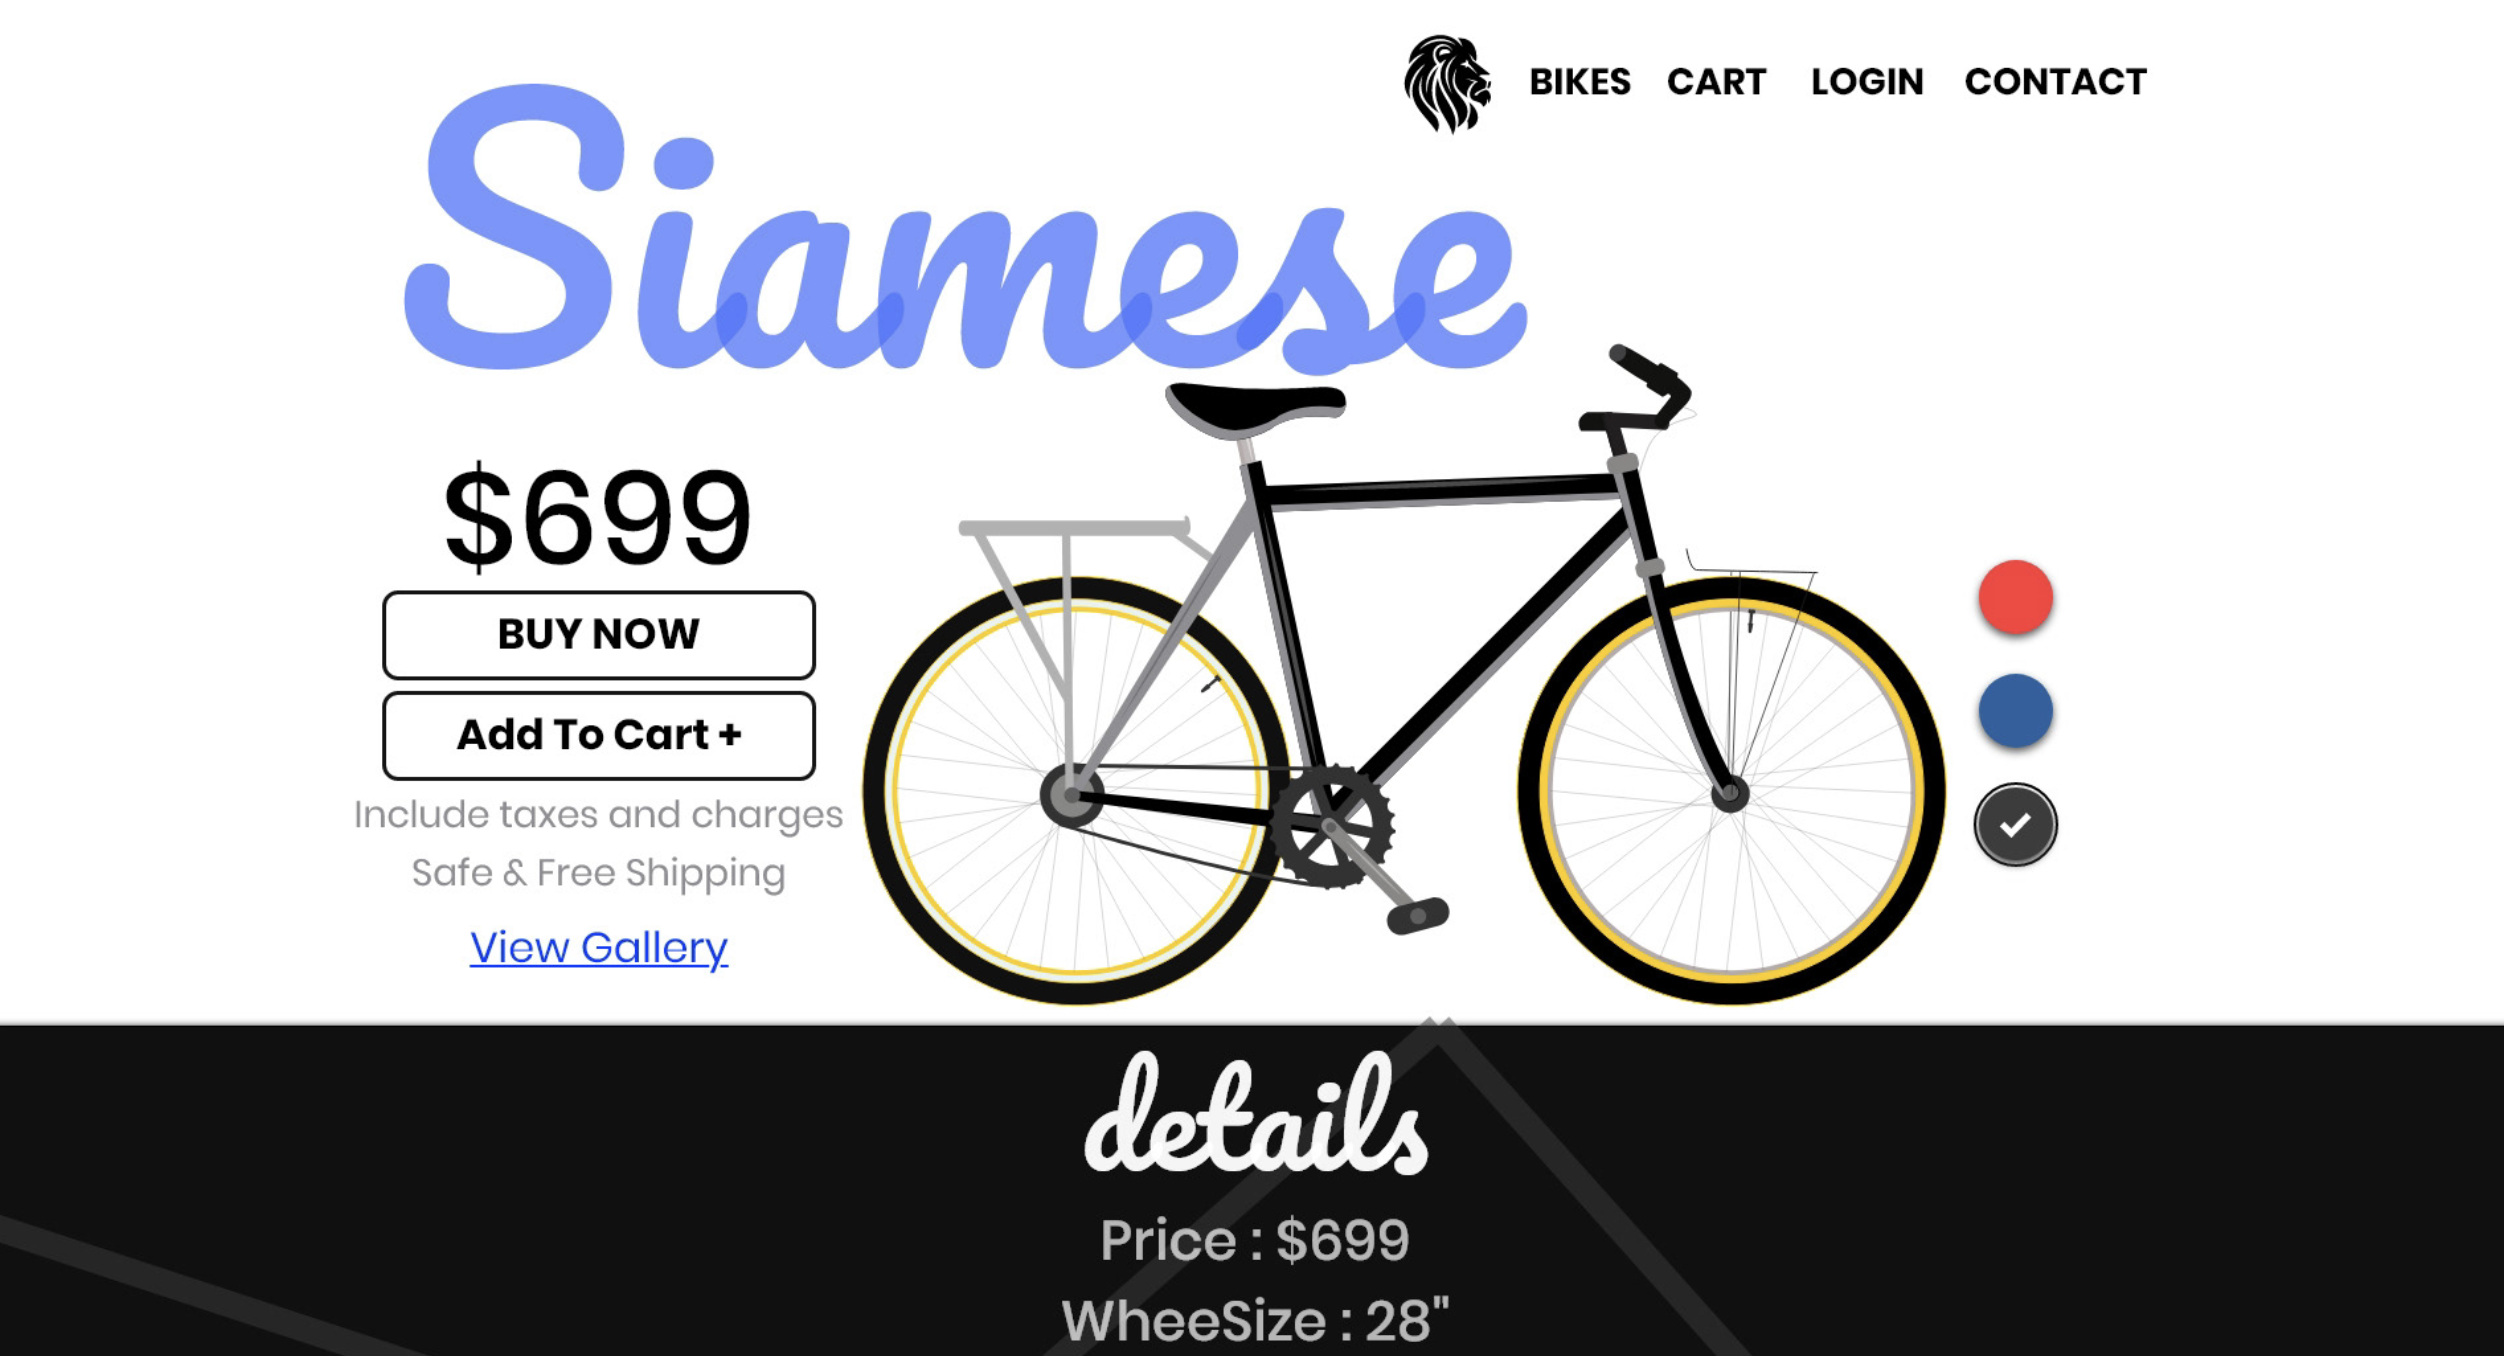 BIKES CART LOGIN CONTACT
Siamese
$699
BUY NOW
Add To Cart +
Include taxes and charges
Safe & Free Shipping
View Gallery
details
Price : $699
WheeSize : 28"